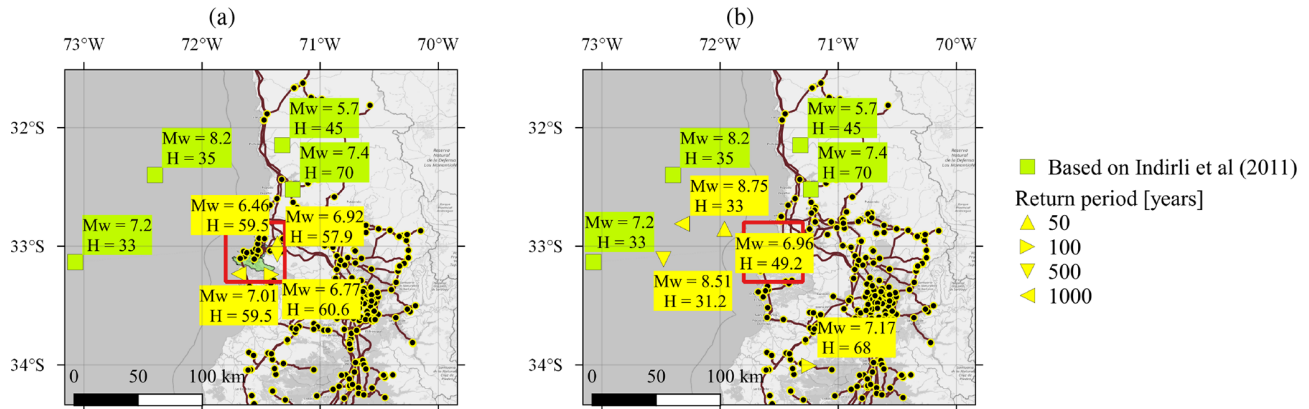 (a)
73°W 72°W 71°W 70°W
32°S
33°S
34°S
Mw = 5.7
H = 45
Mw = 8.2
H = 35
Mw = 7.4
H = 70
Mw = 6.46
H = 59.5
Mw = 6.92
H = 57.9
Mw = 7.2
H = 33
Mw = 7.01
H = 59.5
Mw = 6.77
H = 60.6
0 50 100 km
(b)
73°W 72°W 71°W 70°W
32°S
33°S
34°S
Mw = 5.7
H = 45
Mw = 8.2
H = 35
Mw = 7.4
H = 70
Mw = 8.75
H = 33
Mw = 7.2
H = 33
Mw = 6.96
H = 49.2
Mw = 8.51
H = 31.2
Mw = 7.17
H = 68
0 50 100 km
Based on Indirli et al (2011)
Return period [years]
50
100
500
1000